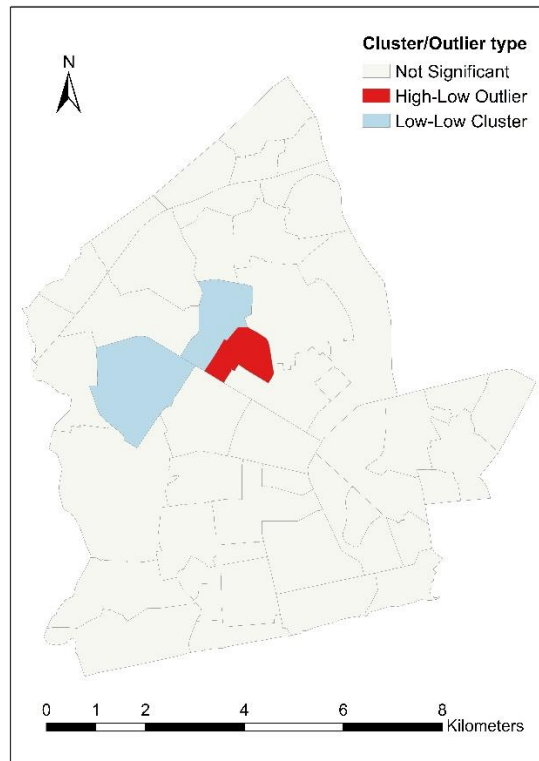 N
Cluster/Outlier type
Not Significant
High-Low Outlier
Low-Low Cluster
0 1 2 4 6 8
Kilometers